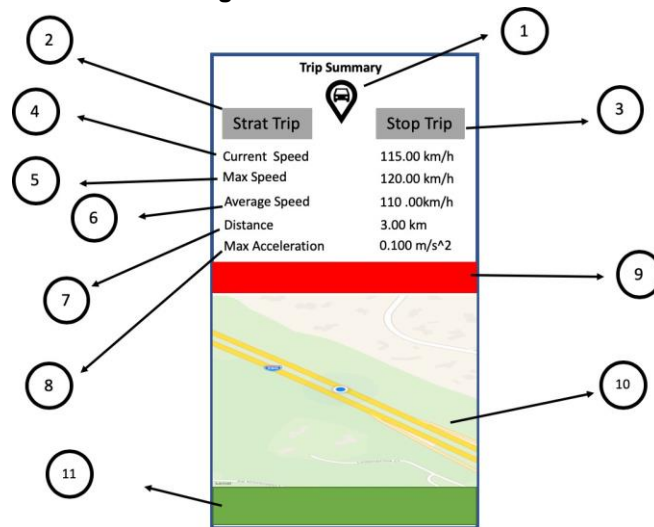 1
2
Trip Summary
3
Strat Trip
Stop Trip
4
Current Speed 115.00 km/h
5
Max Speed 120.00 km/h
6
Average Speed 110 .00km/h
Distance 3.00 km
Max Acceleration 0.100 m/s^2
7
9
8
10
11